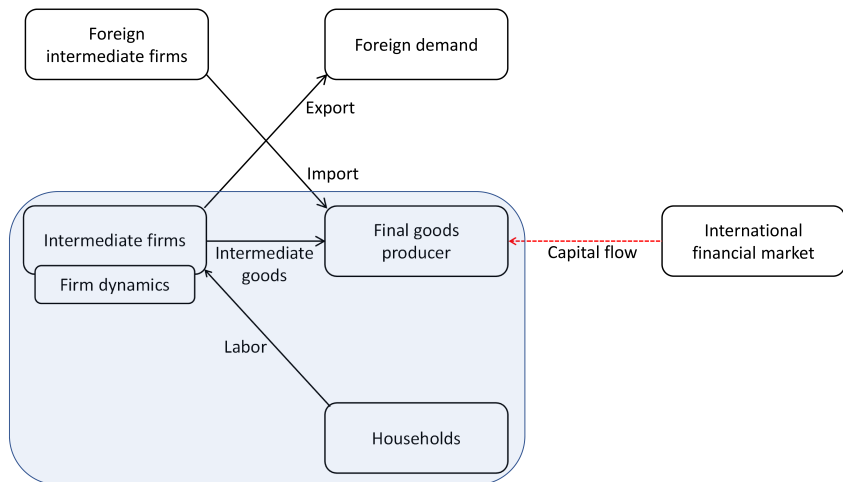 Foreign
intermediate firms
Foreign demand
Export
Import
Intermediate firms
Firm dynamics
Intermediate
goods
Final goods
producer
Capital flow
International
financial market
Labor
Households